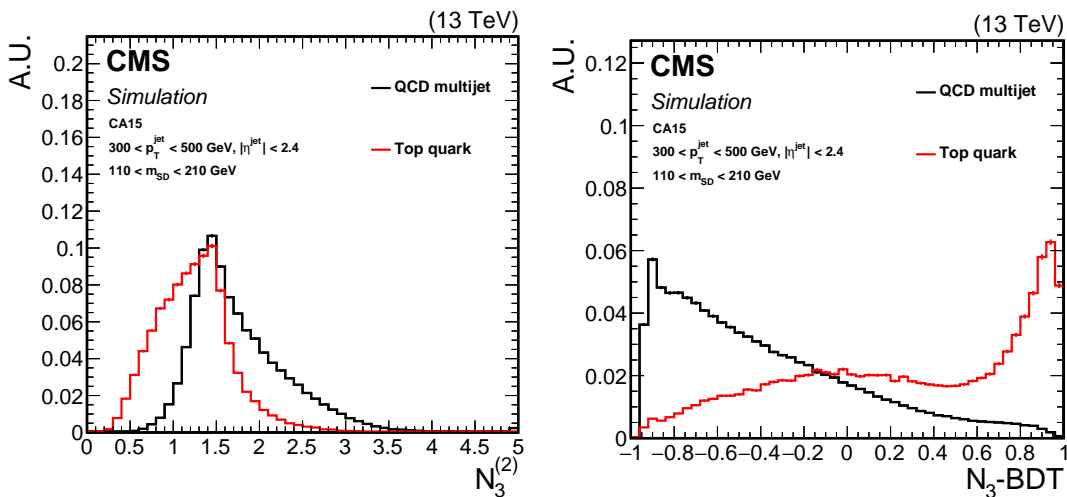 (13 TeV)
A.U.
0.2
0.18
0.16
0.14
0.12
0.1
0.08
0.06
0.04
0.02
0
CMS
Simulation
CA15
300 < p_T^jet < 500 GeV, |η^jet| < 2.4
110 < m_SD < 210 GeV
QCD multijet
Top quark
0 0.5 1 1.5 2 2.5 3 3.5 4 4.5 5
N_3^(2)
(13 TeV)
A.U.
0.12
0.1
0.08
0.06
0.04
0.02
0
CMS
Simulation
CA15
300 < p_T^jet < 500 GeV, |η^jet| < 2.4
110 < m_SD < 210 GeV
QCD multijet
Top quark
−1 −0.8 −0.6 −0.4 −0.2 0 0.2 0.4 0.6 0.8 1
N_3-BDT